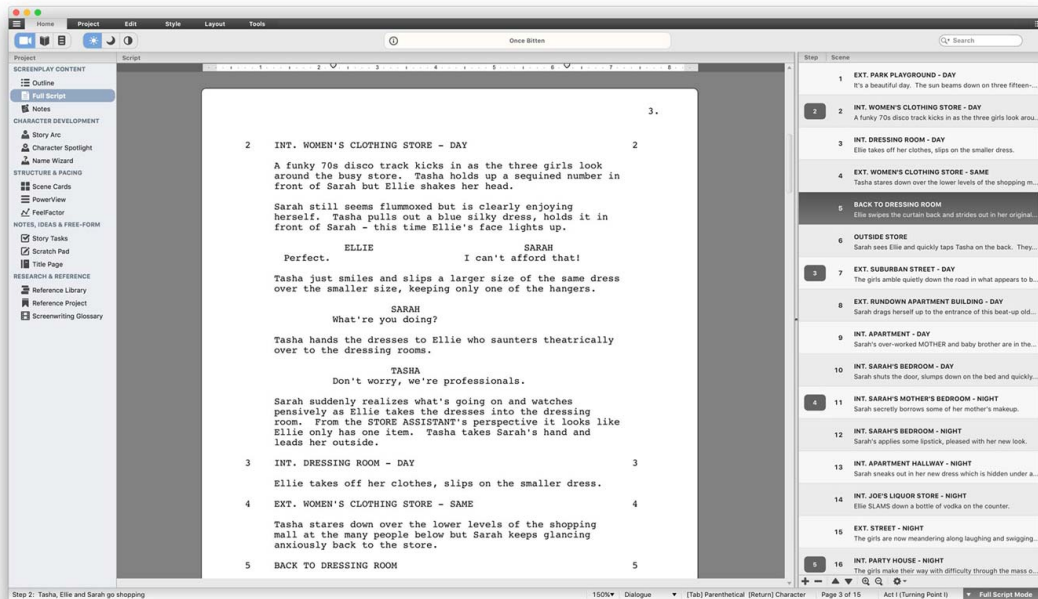 Home Project Edit Style Layout Tools
Once Bitten
Search
Project
SCREENPLAY CONTENT
Outline
Full Script
Notes
CHARACTER DEVELOPMENT
Story Arc
Character Spotlight
Name Wizard
STRUCTURE & PACING
Scene Cards
PowerView
FeelFactor
NOTES, IDEAS & FREE-FORM
Story Tasks
Scratch Pad
Title Page
RESEARCH & REFERENCE
Reference Library
Reference Project
Screenwriting Glossary
Script
1 2 3 4 5 6 7 8
3.
2 INT. WOMEN'S CLOTHING STORE - DAY 2
A funky 70s disco track kicks in as the three girls look
around the busy store. Tasha holds up a sequined number in
front of Sarah but Ellie shakes her head.
Sarah still seems flummoxed but is clearly enjoying
herself. Tasha pulls out a blue silky dress, holds it in
front of Sarah - this time Ellie's face lights up.
ELLIE SARAH
Perfect. I can't afford that!
Tasha just smiles and slips a larger size of the same dress
over the smaller size, keeping only one of the hangers.
SARAH
What're you doing?
Tasha hands the dresses to Ellie who saunters theatrically
over to the dressing rooms.
TASHA
Don't worry, we're professionals.
Sarah suddenly realizes what's going on and watches
pensively as Ellie takes the dresses into the dressing
room. From the STORE ASSISTANT's perspective it looks like
Ellie only has one item. Tasha takes Sarah's hand and
leads her outside.
3 INT. DRESSING ROOM - DAY 3
Ellie takes off her clothes, slips on the smaller dress.
4 EXT. WOMEN'S CLOTHING STORE - SAME 4
Tasha stares down over the lower levels of the shopping
mall at the many people below but Sarah keeps glancing
anxiously back to the store.
5 BACK TO DRESSING ROOM 5
Step Scene
1 EXT. PARK PLAYGROUND - DAY
It's a beautiful day. The sun beams down on three fifteen-...
2 2 INT. WOMEN'S CLOTHING STORE - DAY
A funky 70s disco track kicks in as the three girls look arou...
3 INT. DRESSING ROOM - DAY
Ellie takes off her clothes, slips on the smaller dress.
4 EXT. WOMEN'S CLOTHING STORE - SAME
Tasha stares down over the lower levels of the shopping m...
5 BACK TO DRESSING ROOM
Ellie swipes the curtain back and strides out in her original...
6 OUTSIDE STORE
Sarah sees Ellie and quickly taps Tasha on the back. They...
3 7 EXT. SUBURBAN STREET - DAY
The girls amble quietly down the road in what appears to b...
8 EXT. RUNDOWN APARTMENT BUILDING - DAY
Sarah drags herself up to the entrance of this beat-up old...
9 INT. APARTMENT - DAY
Sarah's over-worked MOTHER and baby brother are in the...
10 INT. SARAH'S BEDROOM - DAY
Sarah shuts the door, slumps down on the bed and quickly...
4 11 INT. SARAH'S MOTHER'S BEDROOM - NIGHT
Sarah secretly borrows some of her mother's makeup.
12 INT. SARAH'S BEDROOM - NIGHT
Sarah's applies some lipstick, pleased with her new look.
13 INT. APARTMENT HALLWAY - NIGHT
Sarah sneaks out in her new dress which is hidden under a...
14 INT. JOE'S LIQUOR STORE - NIGHT
Ellie SLAMS down a bottle of vodka on the counter.
15 EXT. STREET - NIGHT
The girls are now meandering along laughing and swigging...
5 16 INT. PARTY HOUSE - NIGHT
The girls make their way with difficulty through the mass o...
Step 2: Tasha, Ellie and Sarah go shopping
150% Dialogue [Tab] Parenthetical [Return] Character Page 3 of 15 Act I (Turning Point I) Full Script Mode